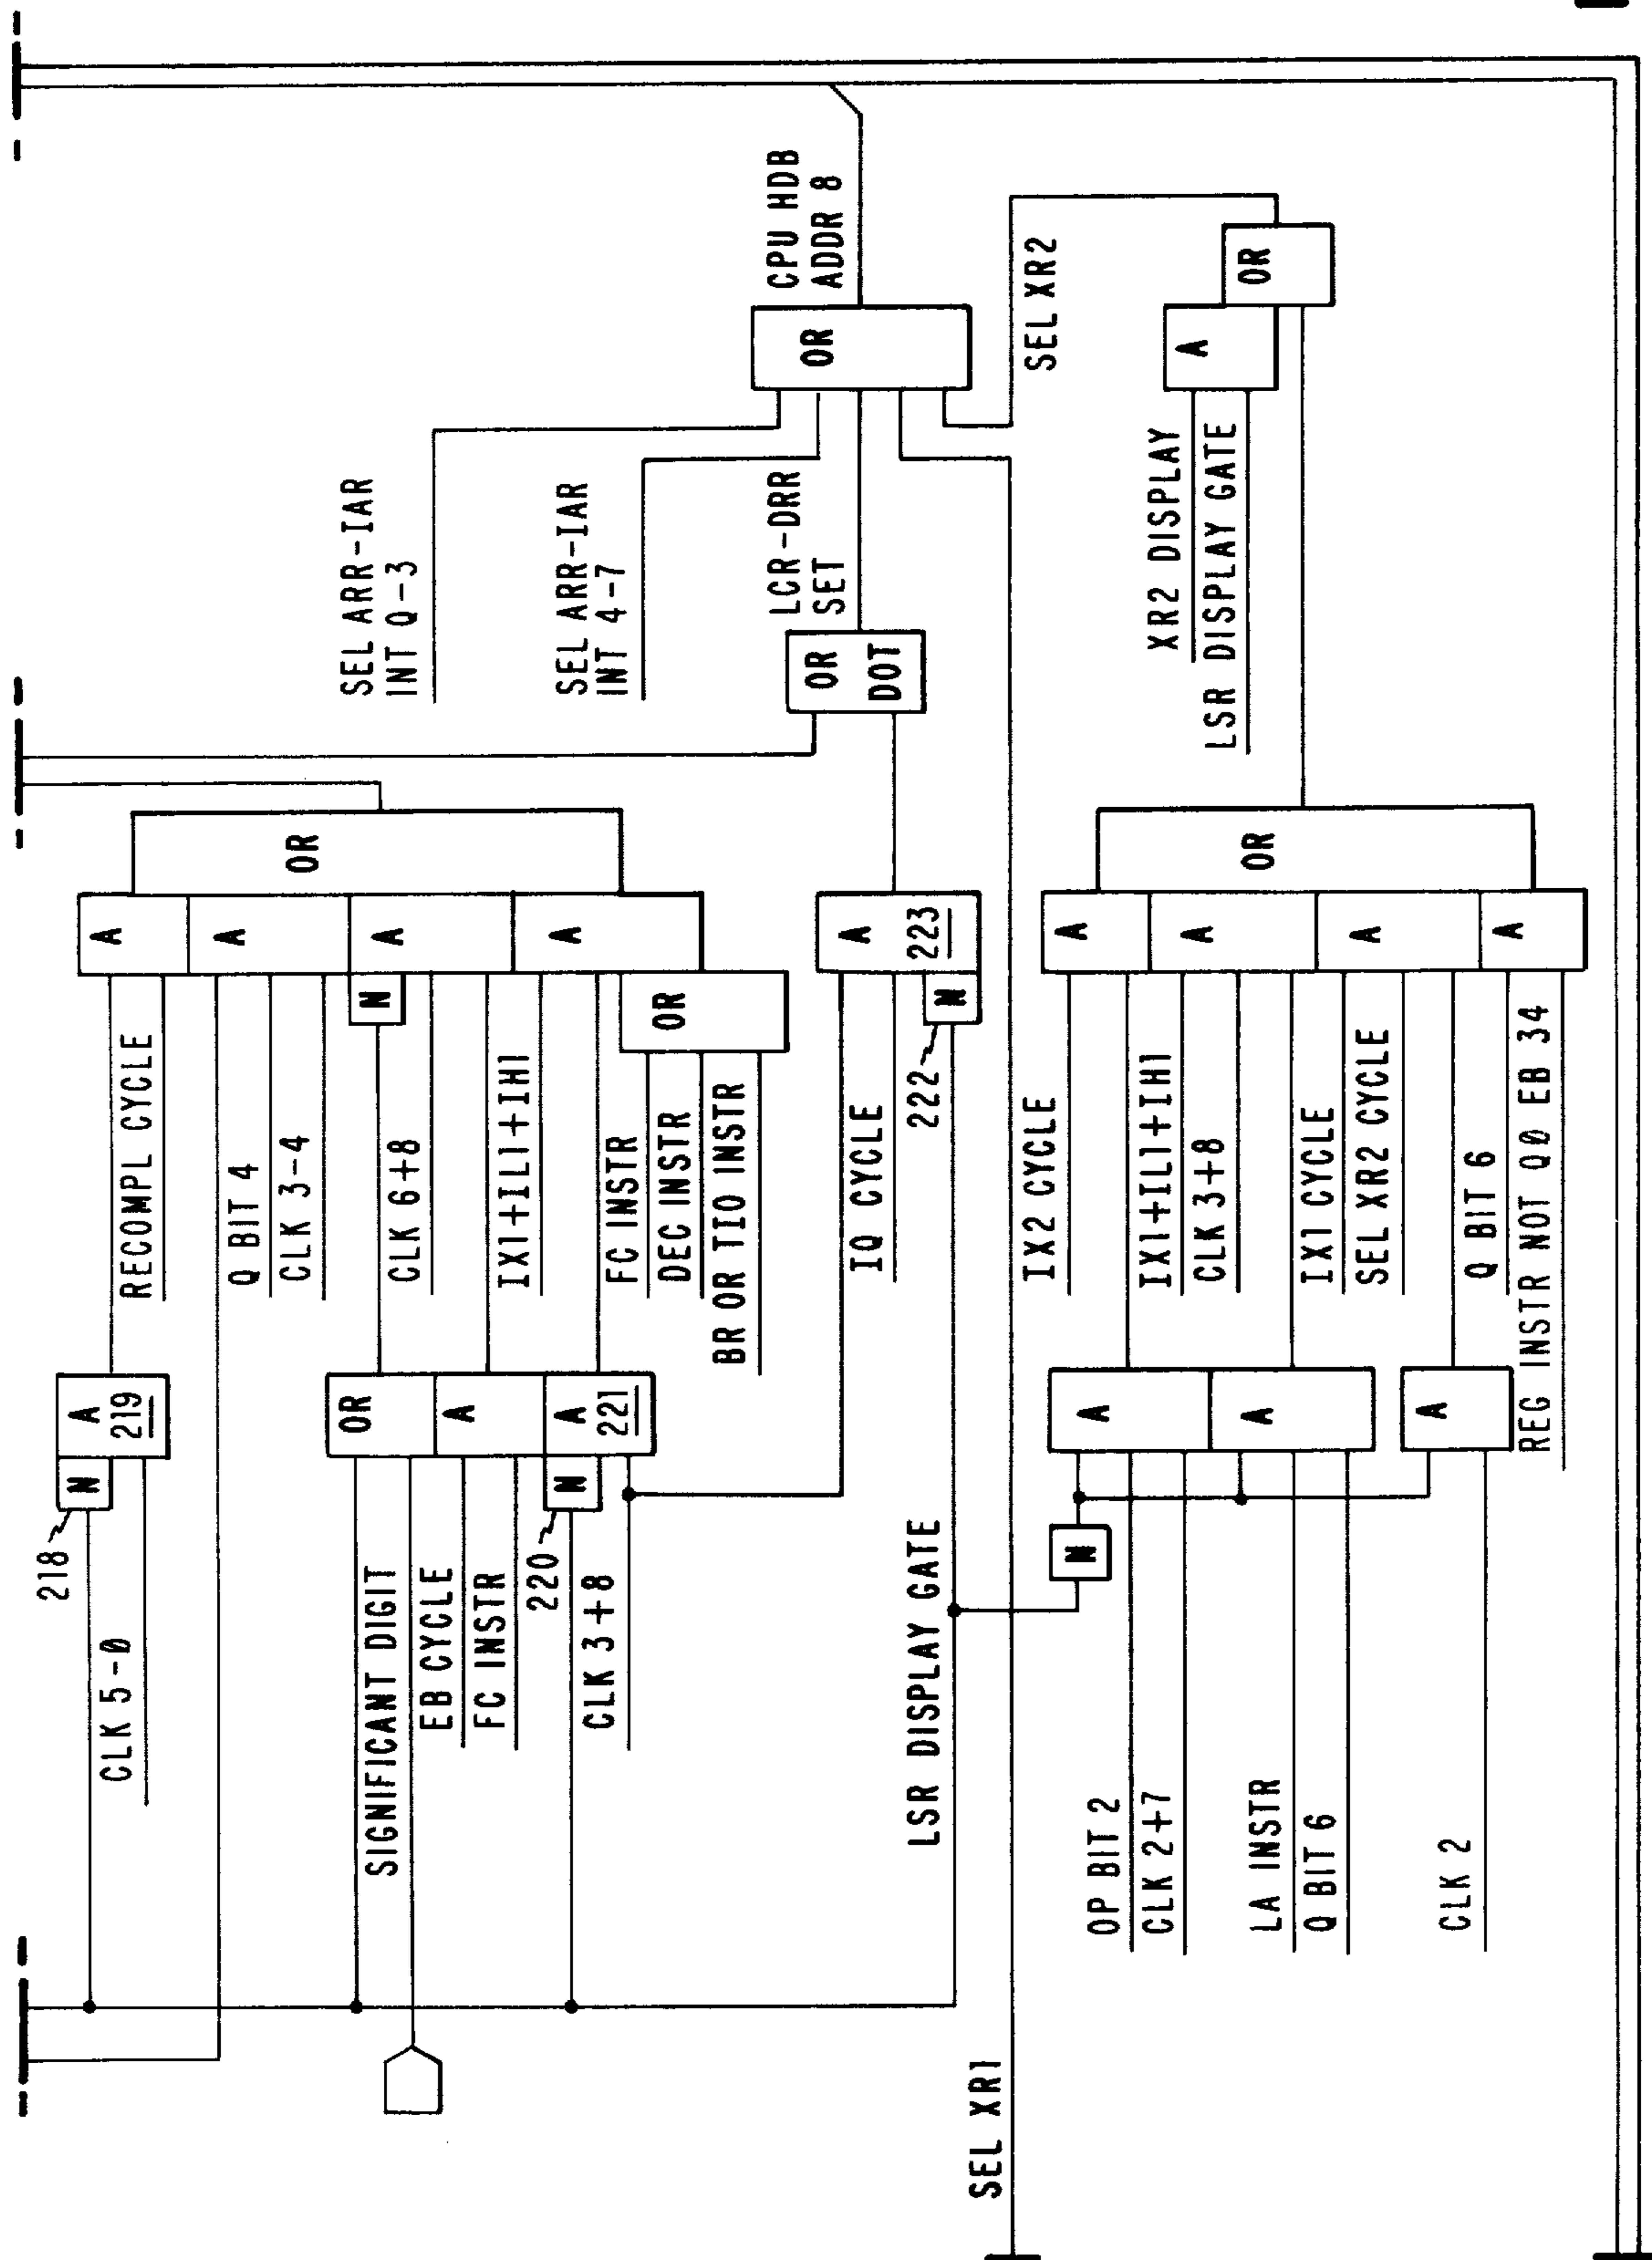 218
N
A
219
CLK 5-0
RECOMPL CYCLE
A
Q BIT 4
CLK 3-4
A
OR
SIGNIFICANT DIGIT
OR
N
A
CLK 6+8
EB CYCLE
FC INSTR
A
IX1+IL1+IH1
A
220
N
A
221
CLK 3+8
FC INSTR
DEC INSTR
BR OR TIO INSTR
OR
SEL ARR-IAR
INT 0-3
SEL ARR-IAR
INT 4-7
IQ CYCLE
222
N
A
223
OR
DOT
LCR-DRR
SET
OR
CPU HDB
ADDR 8
LSR DISPLAY GATE
SEL XR1
SEL XR2
N
IX2 CYCLE
A
OP BIT 2
CLK 2+7
A
IX1+IL1+IH1
CLK 3+8
A
LA INSTR
Q BIT 6
A
IX1 CYCLE
SEL XR2 CYCLE
A
OR
CLK 2
A
Q BIT 6
REG INSTR NOT QØ EB 34
A
XR2 DISPLAY
LSR DISPLAY GATE
A
OR